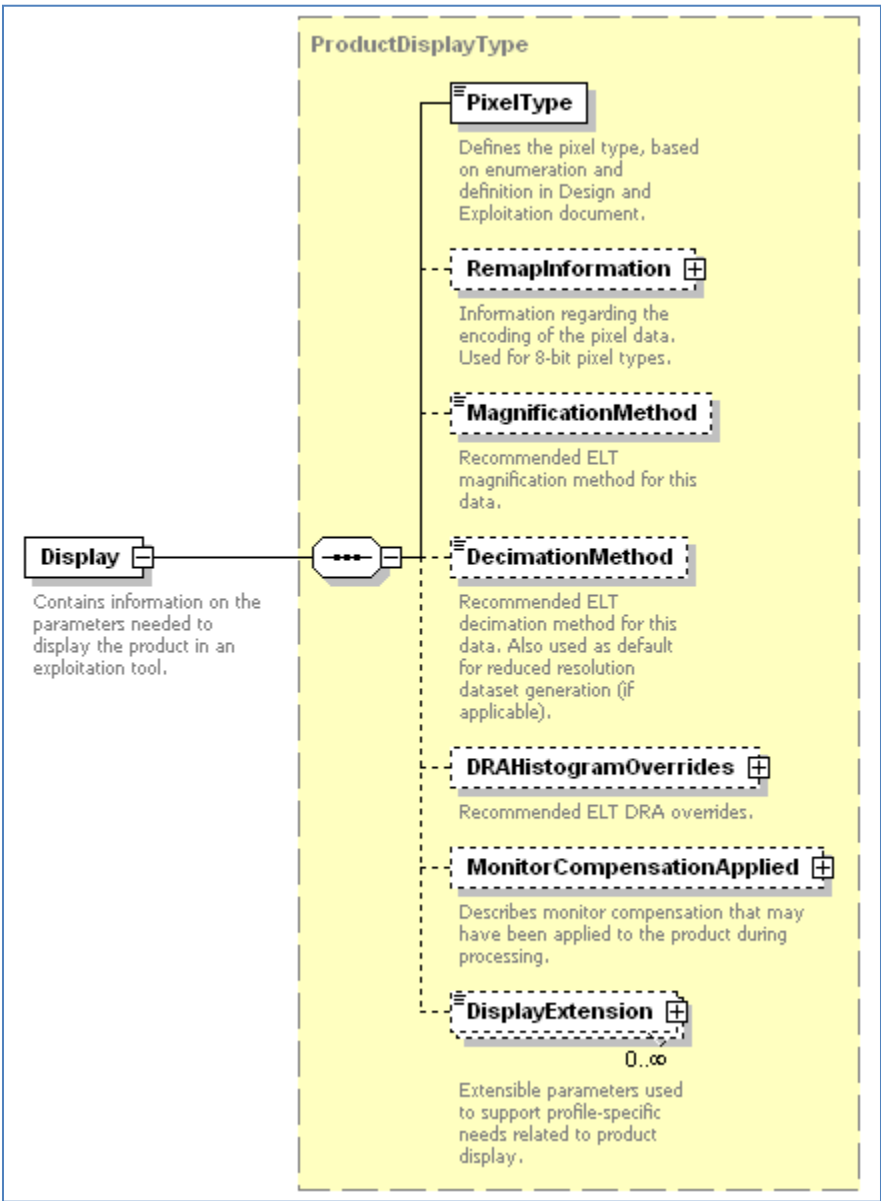 ProductDisplayType
PixelType
Defines the pixel type, based
on enumeration and
definition in Design and
Exploitation document.
RemapInformation
Information regarding the
encoding of the pixel data.
Used for 8-bit pixel types.
MagnificationMethod
Recommended ELT
magnification method for this
data.
Display
Contains information on the
parameters needed to
display the product in an
exploitation tool.
DecimationMethod
Recommended ELT
decimation method for this
data. Also used as default
for reduced resolution
dataset generation (if
applicable).
DRAHistogramOverrides
Recommended ELT DRA overrides.
MonitorCompensationApplied
Describes monitor compensation that may
have been applied to the product during
processing.
DisplayExtension
0..∞
Extensible parameters used
to support profile-specific
needs related to product
display.